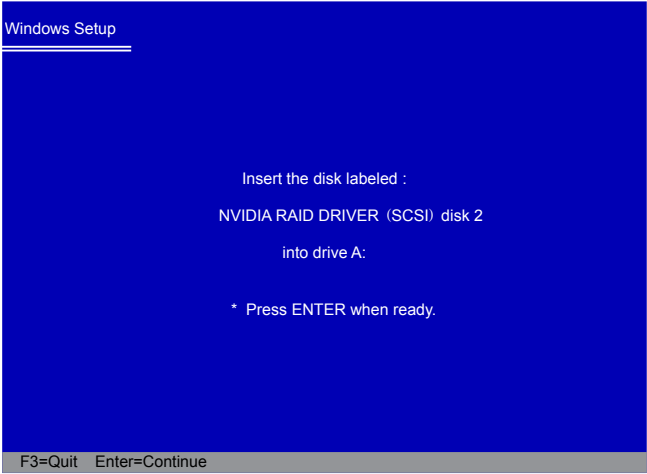 Windows Setup
Insert the disk labeled :
NVIDIA RAID DRIVER（SCSI）disk 2
into drive A:
* Press ENTER when ready.
F3=Quit Enter=Continue